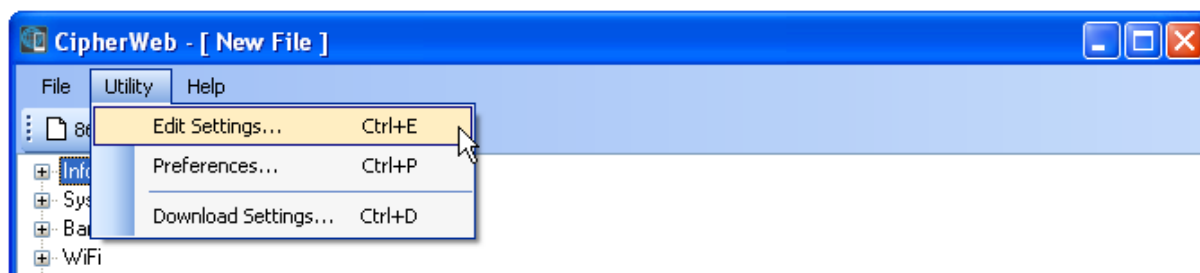 CipherWeb - [ New File ]
File Utility Help
Edit Settings... Ctrl+E
Preferences... Ctrl+P
Download Settings... Ctrl+D
WiFi